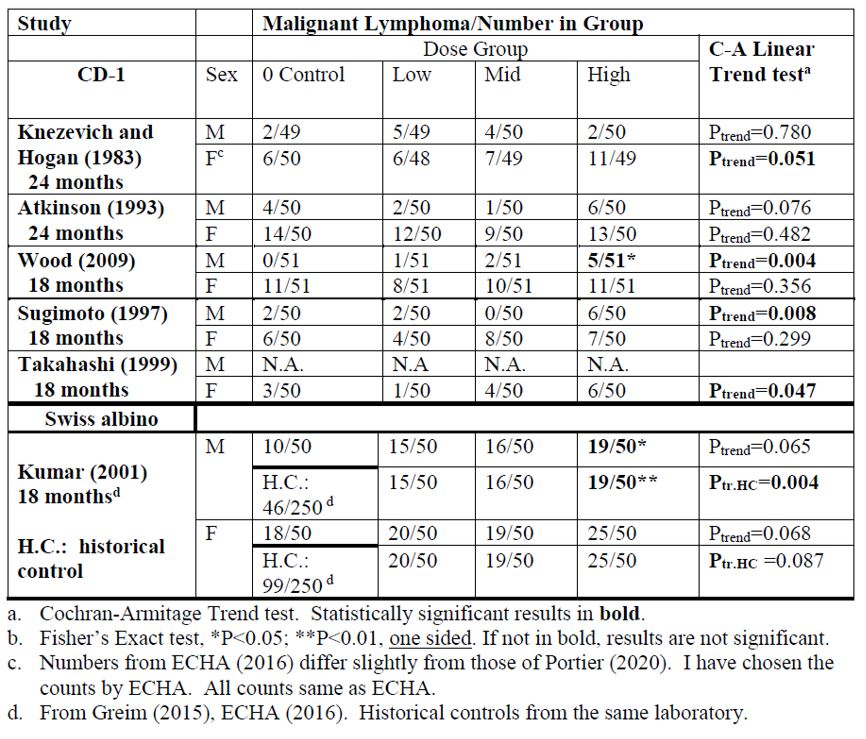 Study Malignant Lymphoma/Number in Group
Dose Group C-A Linear
CD-1 Sex 0 Control Low Mid High Trend testᵃ
Knezevich and M 2/49 5/49 4/50 2/50 Ptrend=0.780
Hogan (1983) Fᶜ 6/50 6/48 7/49 11/49 Ptrend=0.051
24 months
Atkinson (1993) M 4/50 2/50 1/50 6/50 Ptrend=0.076
24 months F 14/50 12/50 9/50 13/50 Ptrend=0.482
Wood (2009) M 0/51 1/51 2/51 5/51* Ptrend=0.004
18 months F 11/51 8/51 10/51 11/51 Ptrend=0.356
Sugimoto (1997) M 2/50 2/50 0/50 6/50 Ptrend=0.008
18 months F 6/50 4/50 8/50 7/50 Ptrend=0.299
Takahashi (1999) M N.A. N.A N.A. N.A.
18 months F 3/50 1/50 4/50 6/50 Ptrend=0.047
Swiss albino
M 10/50 15/50 16/50 19/50* Ptrend=0.065
Kumar (2001)
18 monthsᵈ H.C.: 15/50 16/50 19/50** Ptr.HC=0.004
46/250 ᵈ
H.C.: historical F 18/50 20/50 19/50 25/50 Ptrend=0.068
control H.C.: 20/50 19/50 25/50 Ptr.HC =0.087
99/250 ᵈ
a. Cochran-Armitage Trend test. Statistically significant results in bold.
b. Fisher's Exact test, *P<0.05; **P<0.01, one sided. If not in bold, results are not significant.
c. Numbers from ECHA (2016) differ slightly from those of Portier (2020). I have chosen the
counts by ECHA. All counts same as ECHA.
d. From Greim (2015), ECHA (2016). Historical controls from the same laboratory.